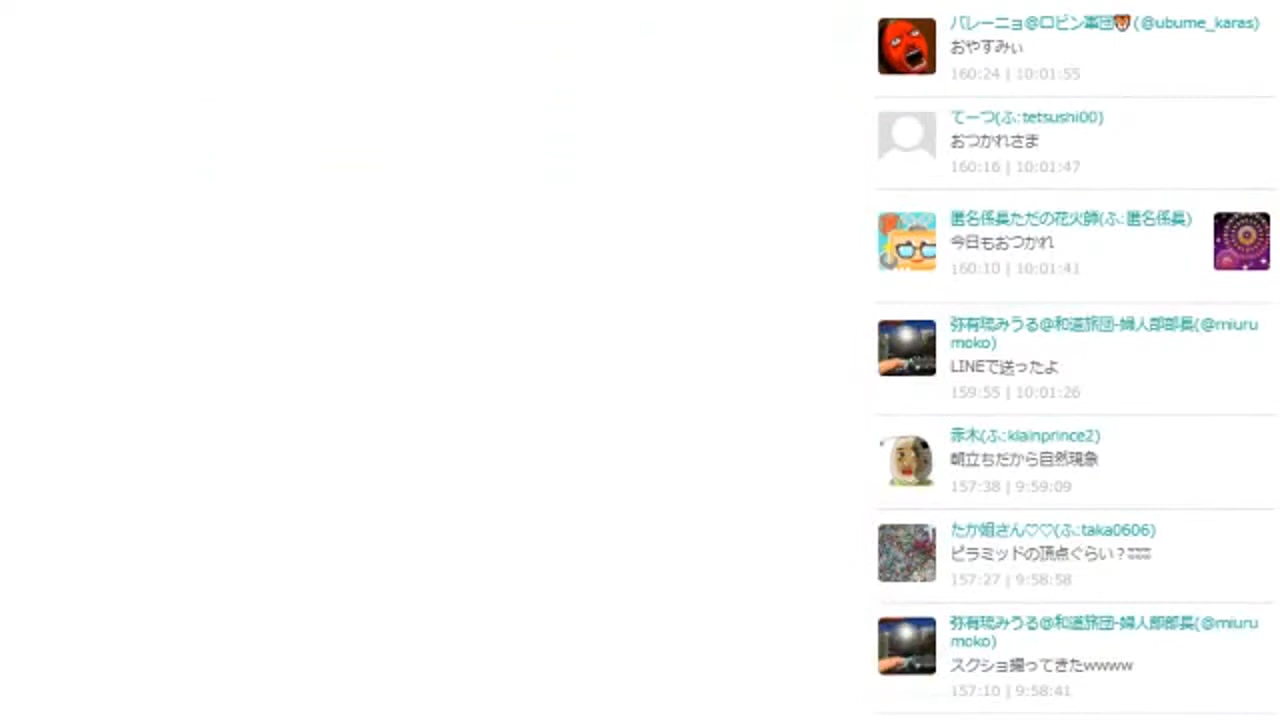 バレーニョ@ロビン軍団🐯(@ubume_karas)
おやすみぃ
160:24 | 10:01:55
てーつ(ふ:tetsushi00)
おつかれさま
160:16 | 10:01:47
匿名係長ただの花火師(ふ:匿名係長)
今日もおつかれ
160:10 | 10:01:41
弥有琉みうる@和道旅団-婦人部部長(@miuru
moko)
LINEで送ったよ
159:55 | 10:01:26
赤木(ふ:klainprince2)
朝立ちだから自然現象
157:38 | 9:59:09
たか姐さん♡♡(ふ:taka0606)
ピラミッドの頂点ぐらい？
157:27 | 9:58:58
弥有琉みうる@和道旅団-婦人部部長(@miuru
moko)
スクショ撮ってきたwwww
157:10 | 9:58:41